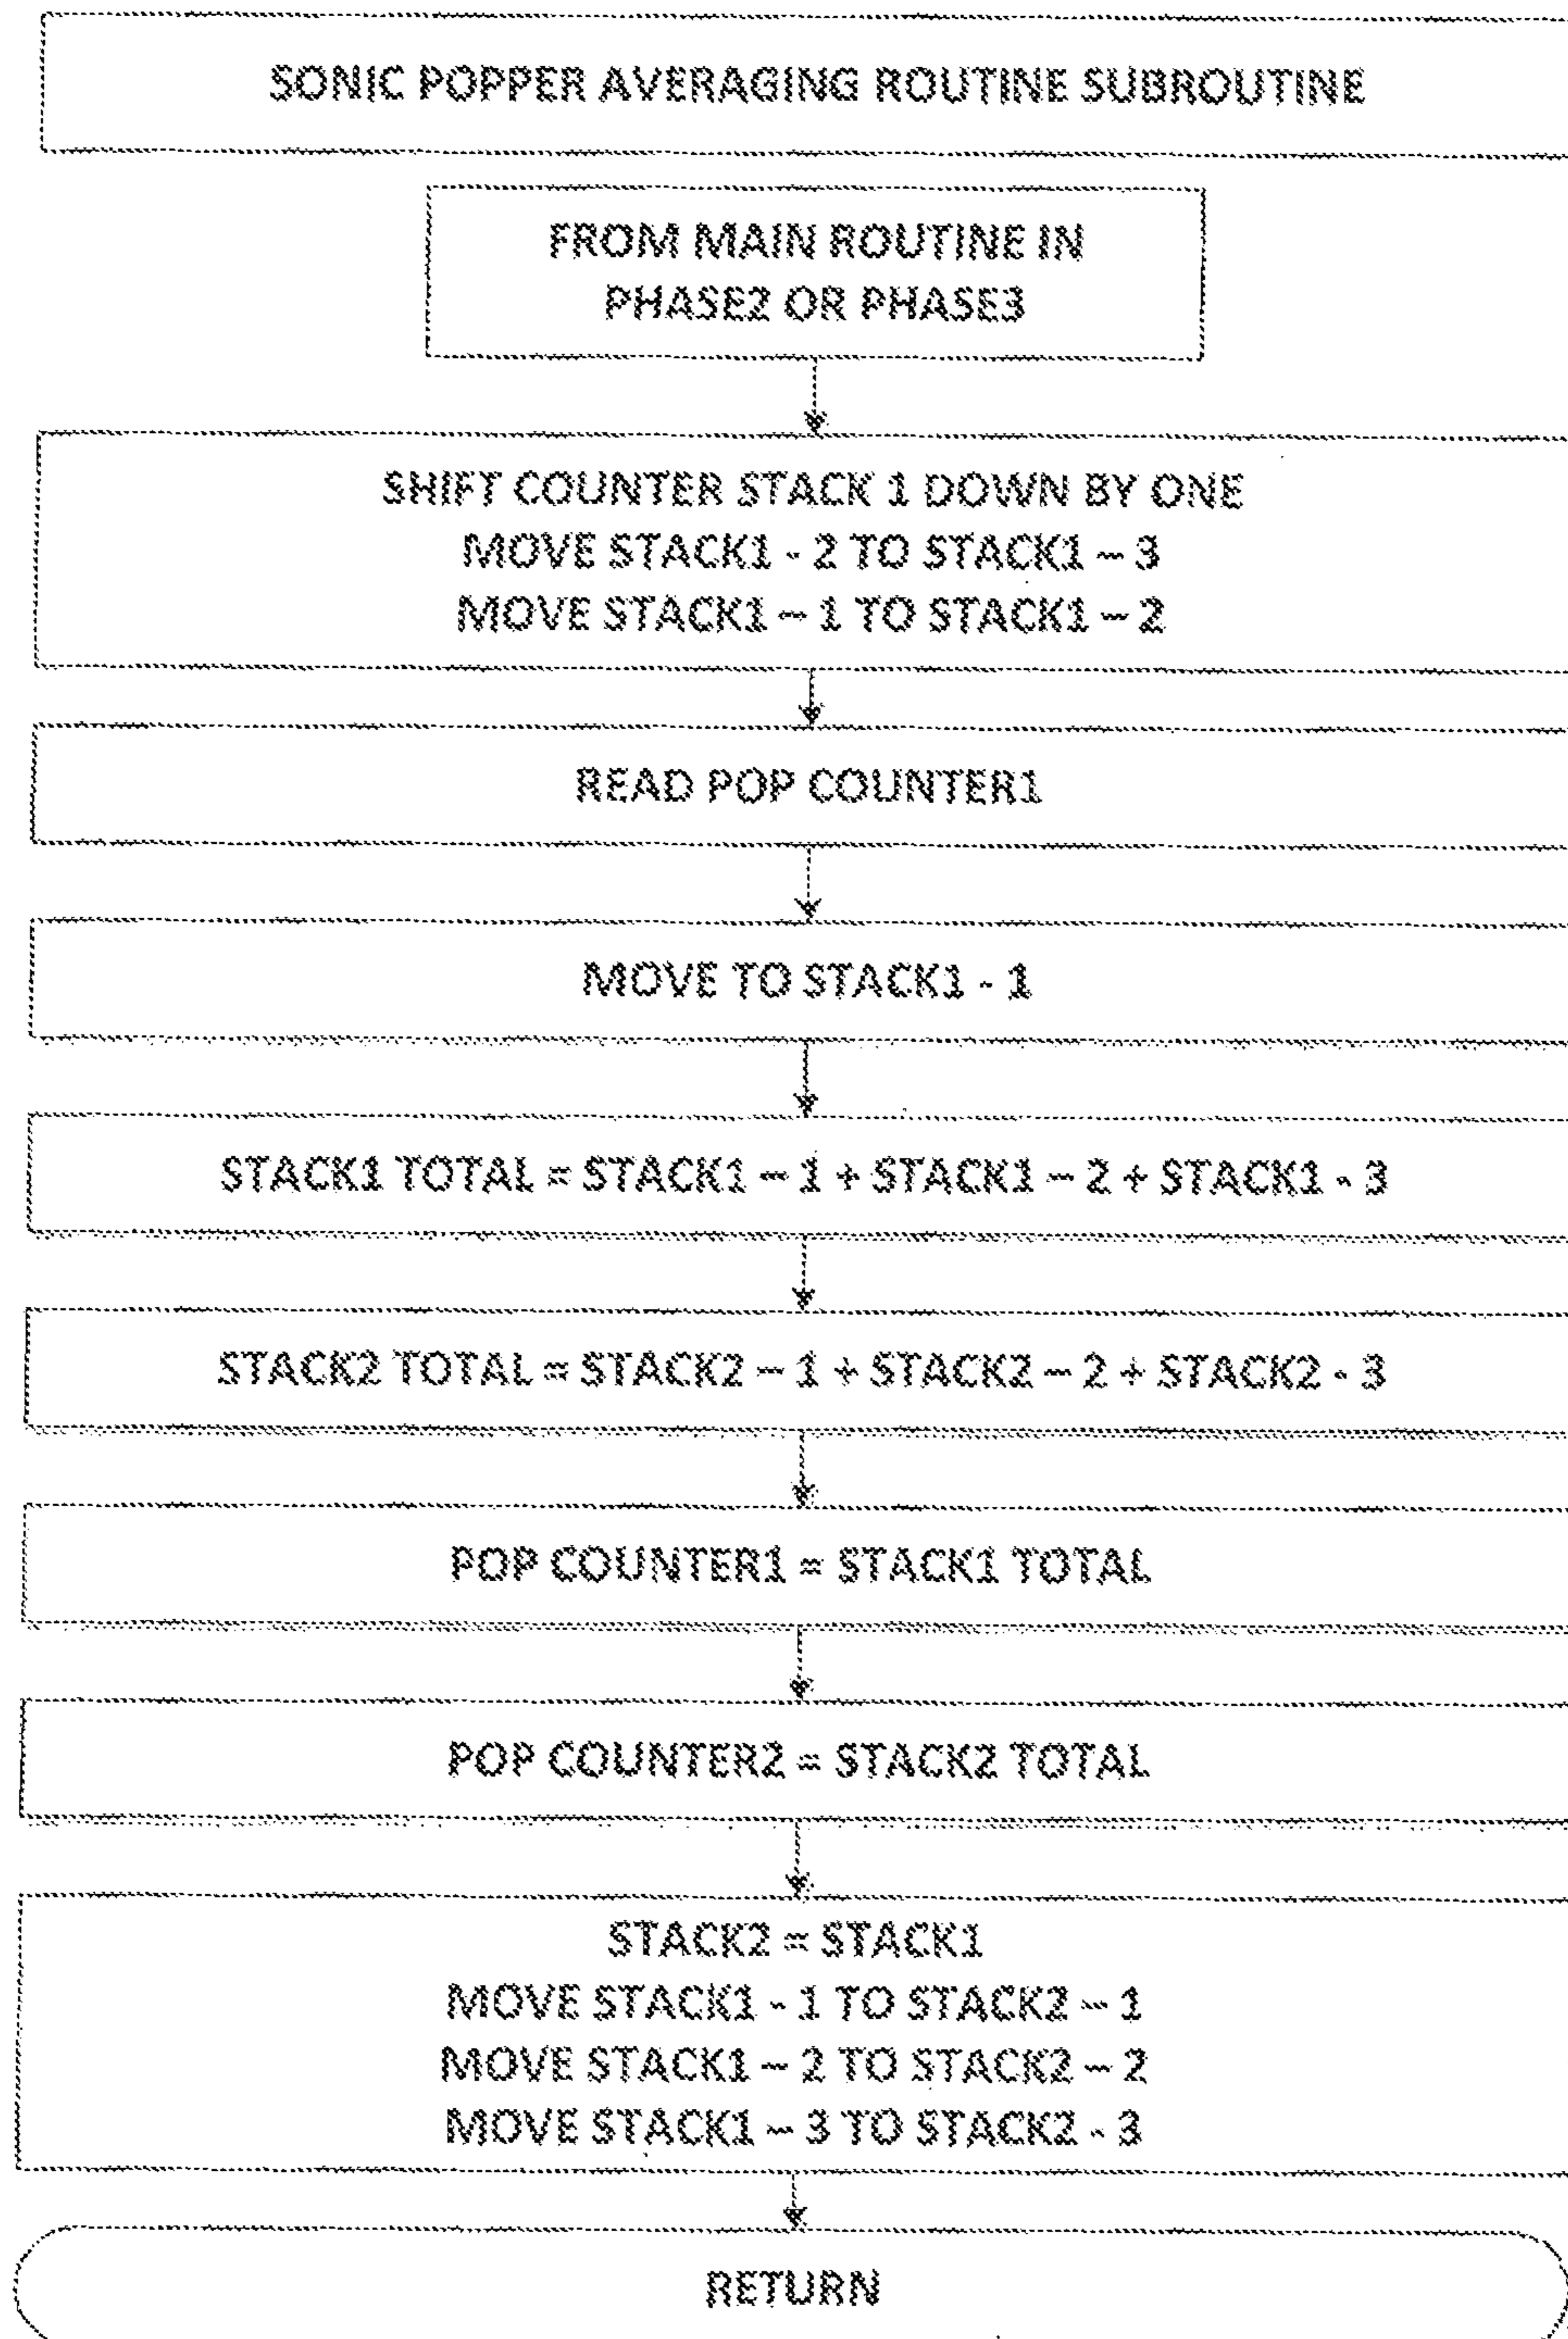 SONIC POPPER AVERAGING ROUTINE SUBROUTINE
FROM MAIN ROUTINE IN
PHASE2 OR PHASE3
SHIFT COUNTER STACK 1 DOWN BY ONE
MOVE STACK1 - 2 TO STACK1 – 3
MOVE STACK1 – 1 TO STACK1 – 2
READ POP COUNTER1
MOVE TO STACK1 - 1
STACK1 TOTAL = STACK1 – 1 + STACK1 – 2 + STACK1 - 3
STACK2 TOTAL = STACK2 – 1 + STACK2 – 2 + STACK2 - 3
POP COUNTER1 = STACK1 TOTAL
POP COUNTER2 = STACK2 TOTAL
STACK2 = STACK1
MOVE STACK1 - 1 TO STACK2 – 1
MOVE STACK1 – 2 TO STACK2 – 2
MOVE STACK1 – 3 TO STACK2 - 3
RETURN